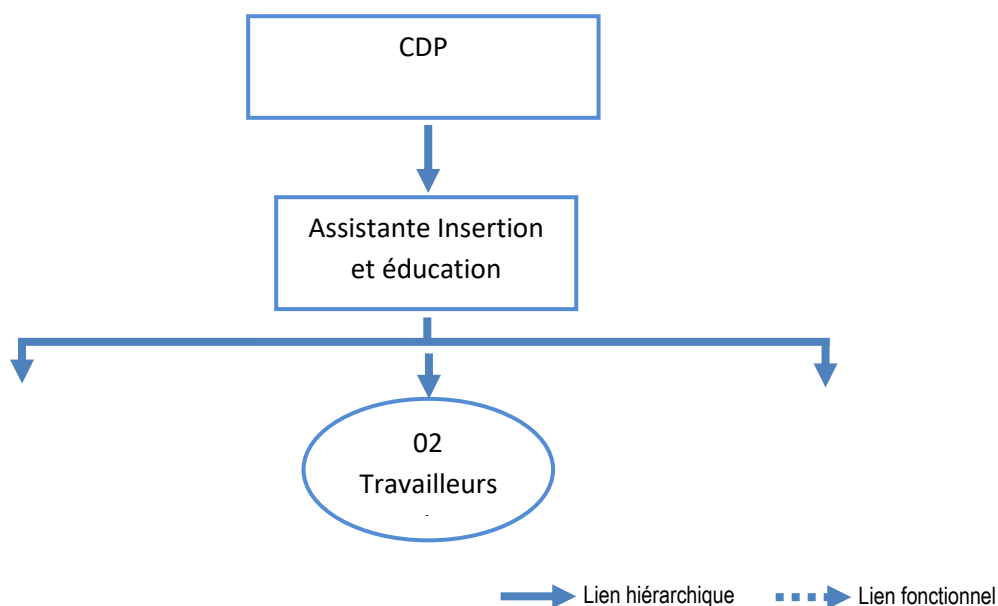 CDP
Assistante Insertion
et éducation
02
Travailleurs
Lien hiérarchique
Lien fonctionnel